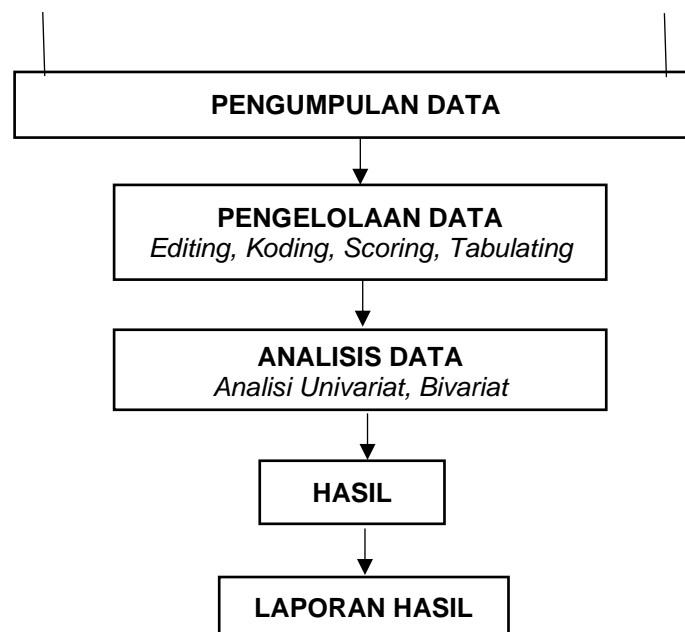 PENGUMPULAN DATA
PENGELOLAAN DATA
Editing, Koding, Scoring, Tabulating
ANALISIS DATA
Analisi Univariat, Bivariat
HASIL
LAPORAN HASIL